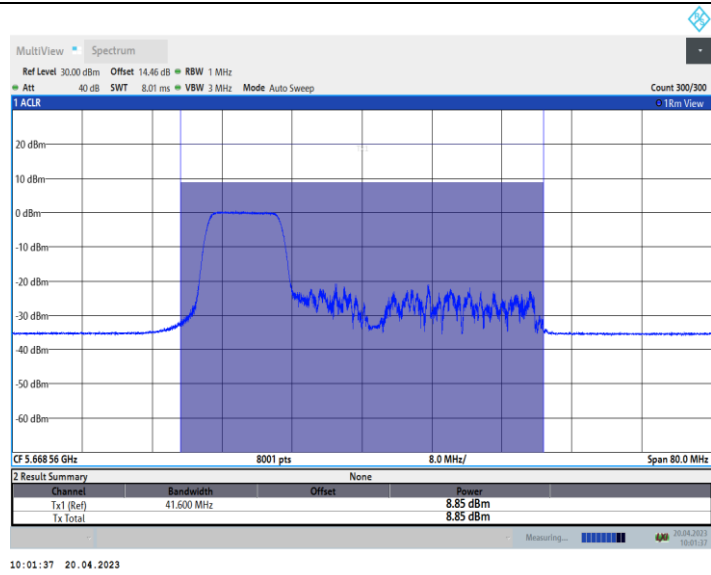 MultiView Spectrum
Ref Level 30.00 dBm Offset 14.46 dB RBW 1 MHz
Att 40 dB SWT 8.01 ms VBW 3 MHz Mode Auto Sweep Count 300/300
1 ACLR 1Rm View
20 dBm
10 dBm
0 dBm
-10 dBm
-20 dBm
-30 dBm
-40 dBm
-50 dBm
-60 dBm
CF 5.668 56 GHz 8001 pts 8.0 MHz/ Span 80.0 MHz
2 Result Summary None
Channel Bandwidth Offset Power
Tx1 (Ref) 41.600 MHz 8.85 dBm
Tx Total 8.85 dBm
Measuring... 20.04.2023
10:01:37
10:01:37 20.04.2023